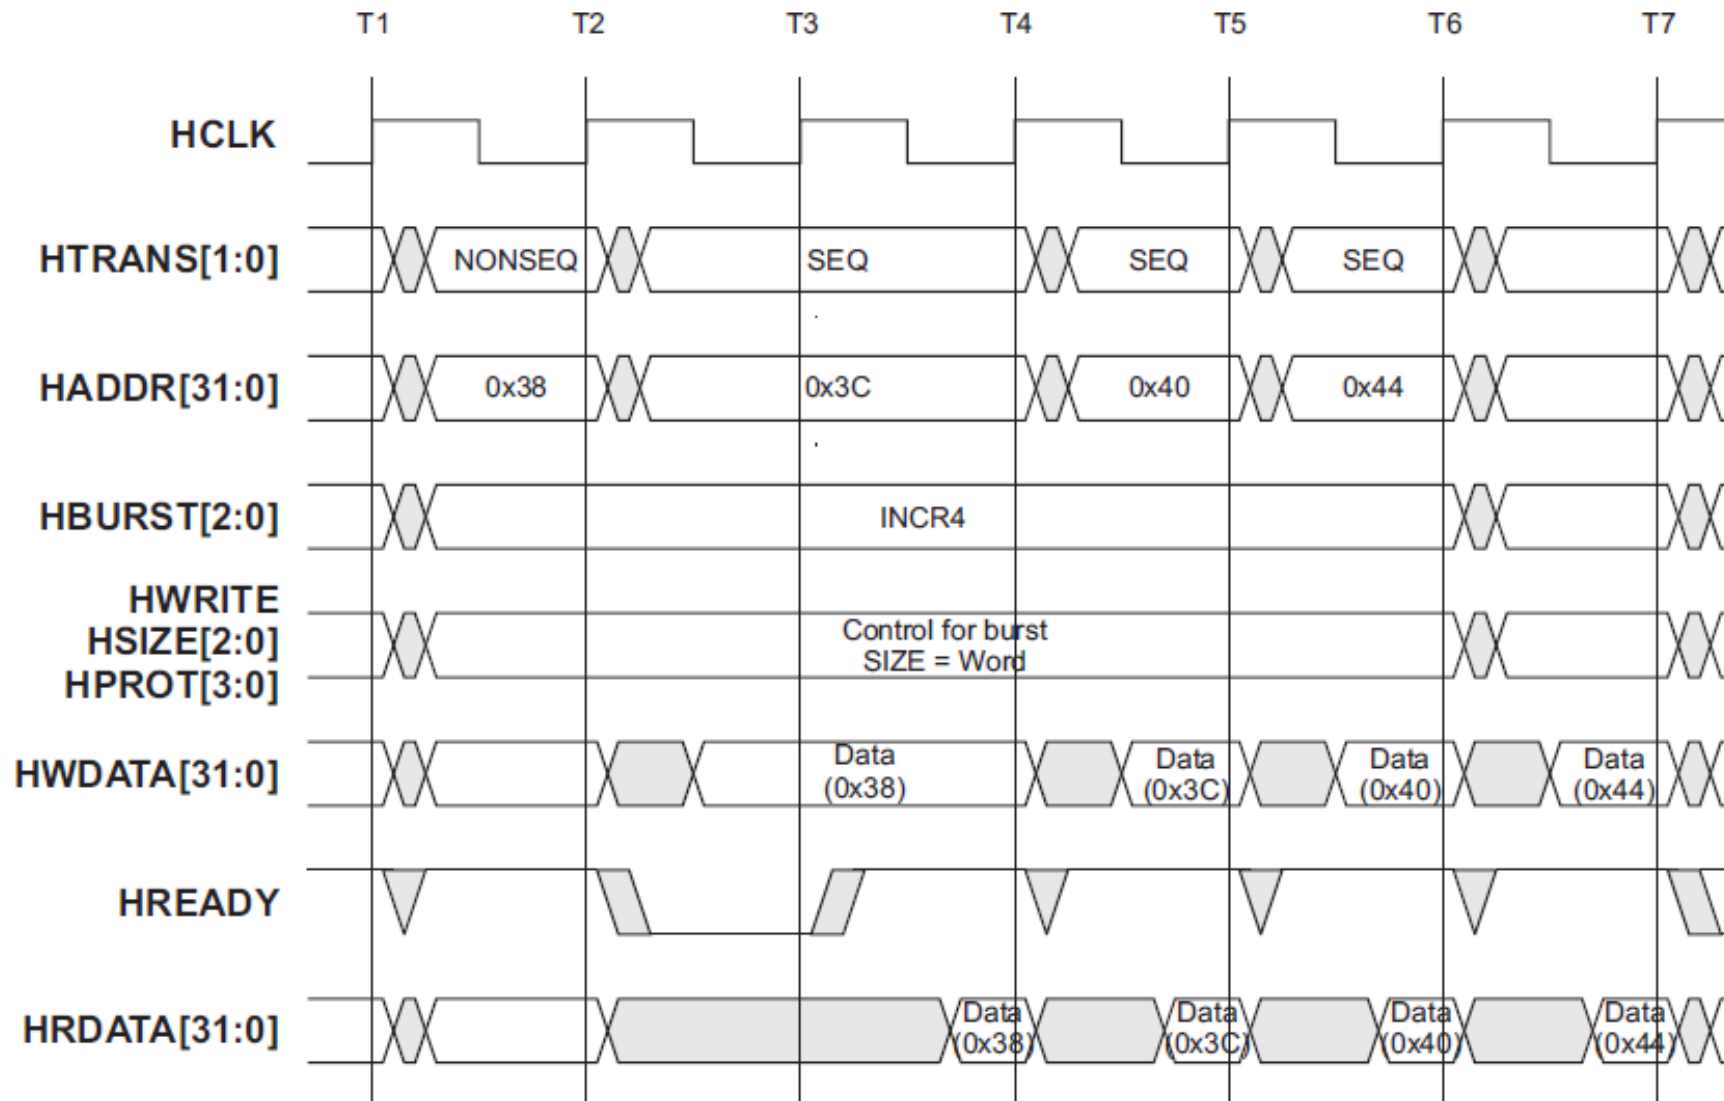 T1 T2 T3 T4 T5 T6 T7
HCLK
HTRANS[1:0] NONSEQ SEQ SEQ SEQ
HADDR[31:0] 0x38 0x3C 0x40 0x44
HBURST[2:0] INCR4
HWRITE
HSIZE[2:0]
HPROT[3:0]
Control for burst
SIZE = Word
HWDATA[31:0]
Data
(0x38)
Data
(0x3C)
Data
(0x40)
Data
(0x44)
HREADY
HRDATA[31:0]
Data
(0x38)
Data
(0x3C)
Data
(0x40)
Data
(0x44)